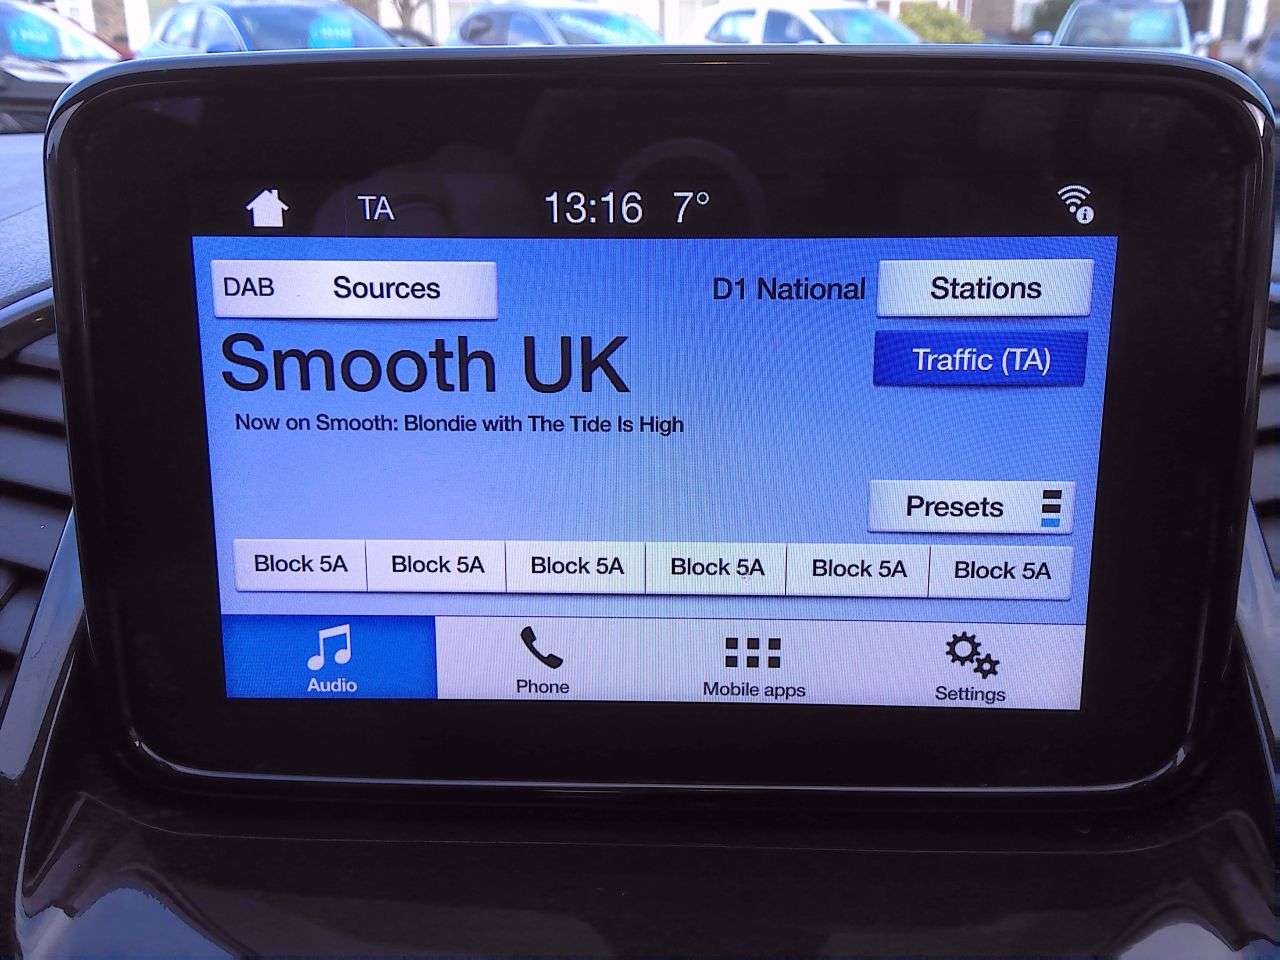 TA 13:16 7°
DAB Sources D1 National Stations
Smooth UK
Traffic (TA)
Now on Smooth: Blondie with The Tide Is High
Presets
Block 5A Block 5A Block 5A Block 5A Block 5A Block 5A
Audio Phone Mobile apps Settings